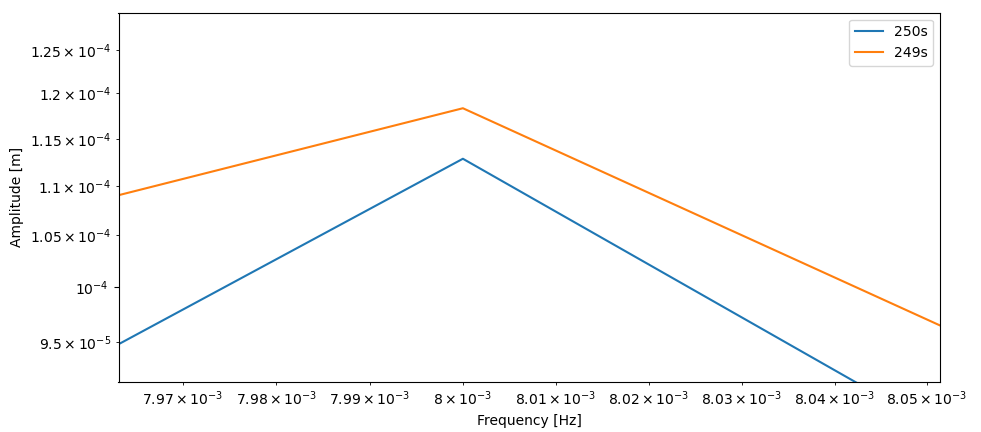 250s
249s
1.25 × 10⁻⁴
1.2 × 10⁻⁴
1.15 × 10⁻⁴
1.1 × 10⁻⁴
1.05 × 10⁻⁴
10⁻⁴
9.5 × 10⁻⁵
Amplitude [m]
7.97 × 10⁻³ 7.98 × 10⁻³ 7.99 × 10⁻³ 8 × 10⁻³ 8.01 × 10⁻³ 8.02 × 10⁻³ 8.03 × 10⁻³ 8.04 × 10⁻³ 8.05 × 10⁻³
Frequency [Hz]